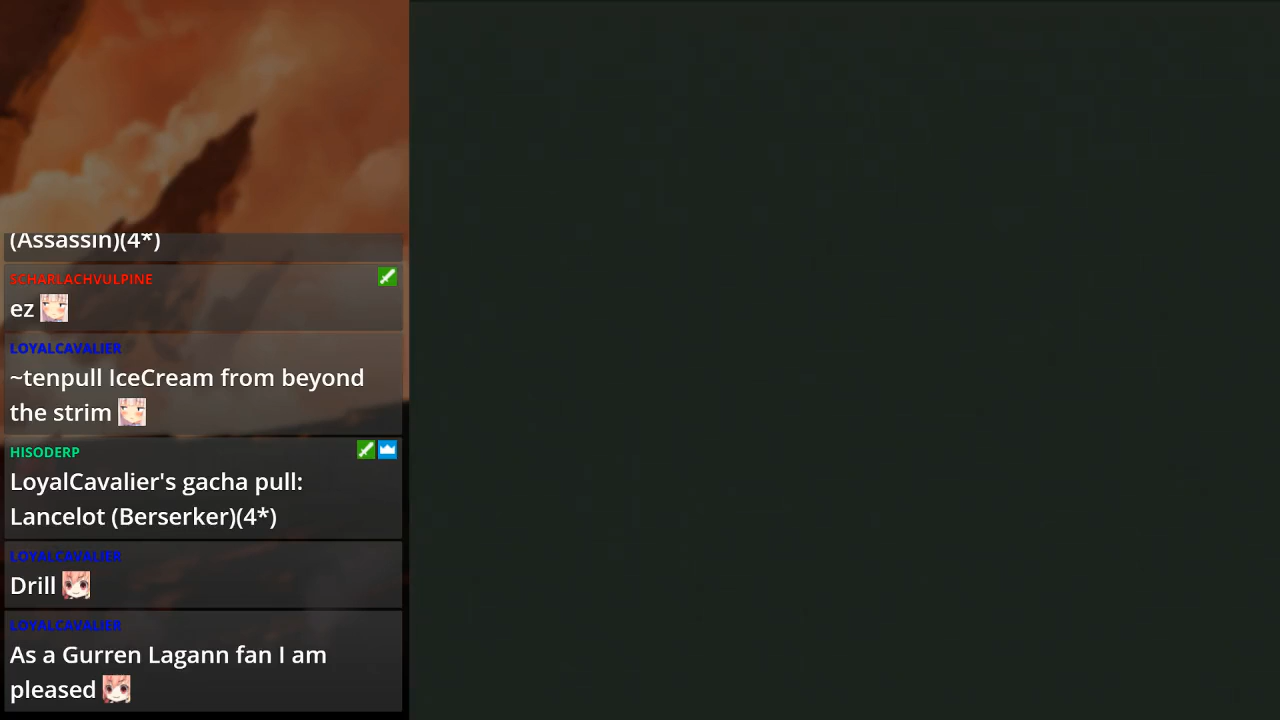 (Assassin)(4*)
SCHARLACHVULPINE
ez
LOYALCAVALIER
~tenpull IceCream from beyond
the strim
HISODERP
LoyalCavalier's gacha pull:
Lancelot (Berserker)(4*)
LOYALCAVALIER
Drill
LOYALCAVALIER
As a Gurren Lagann fan I am
pleased